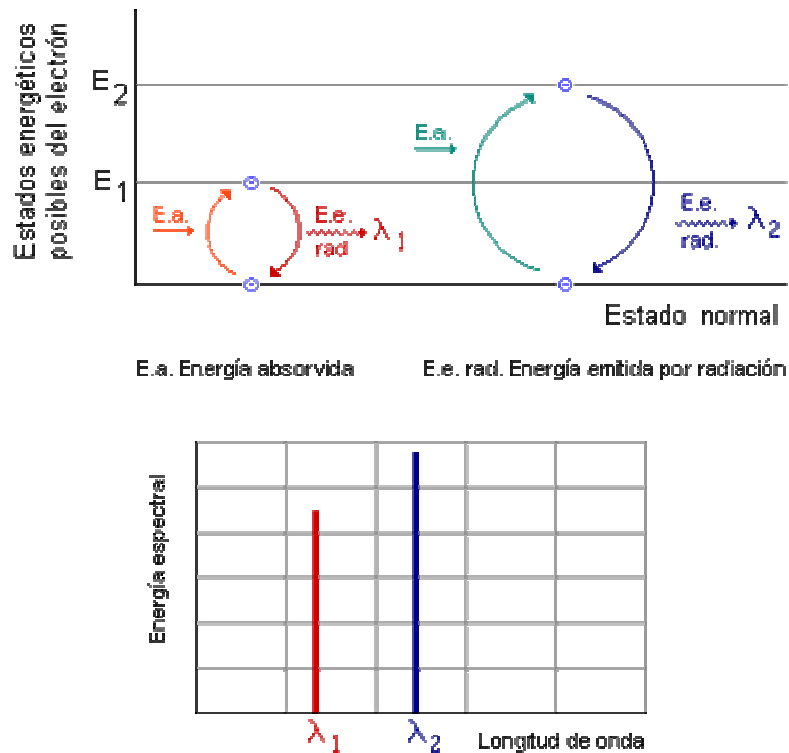 Estados energéticos
posibles del electrón
E2
E1
E.a.
E.e.
rad
λ1
E.a.
E.e.
rad.
λ2
Estado normal
E.a. Energía absorvida
E.e. rad. Energía emitida por radiación
Energía espectral
λ1
λ2
Longitud de onda